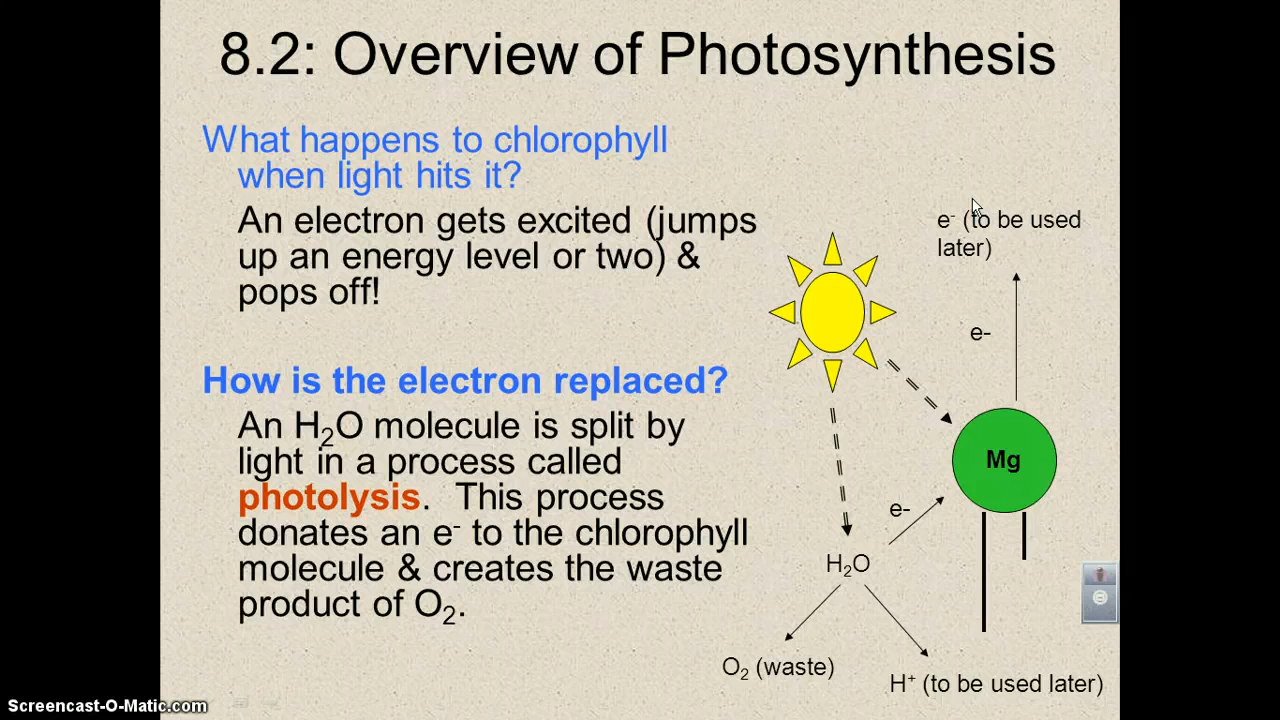 8.2: Overview of Photosynthesis
What happens to chlorophyll
when light hits it?
An electron gets excited (jumps
up an energy level or two) &
pops off!
How is the electron replaced?
An H₂O molecule is split by
light in a process called
photolysis. This process
donates an e⁻ to the chlorophyll
molecule & creates the waste
product of O₂.
e⁻ (to be used
later)
e-
Mg
e-
H₂O
O₂ (waste)
H⁺ (to be used later)
Screencast-O-Matic.com